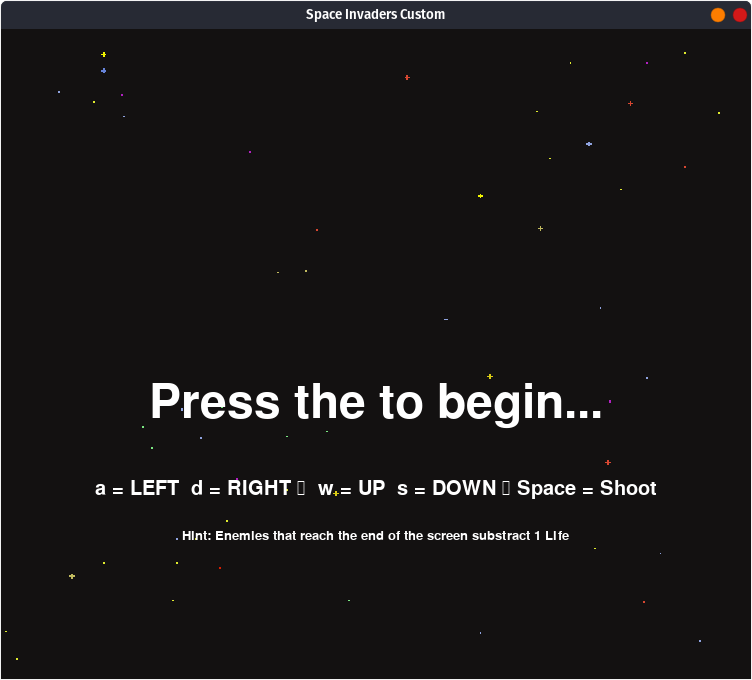 Space Invaders Custom
Press the to begin...
a = LEFT  d = RIGHT ▯  w = UP  s = DOWN ▯ Space = Shoot
Hint: Enemies that reach the end of the screen substract 1 Life